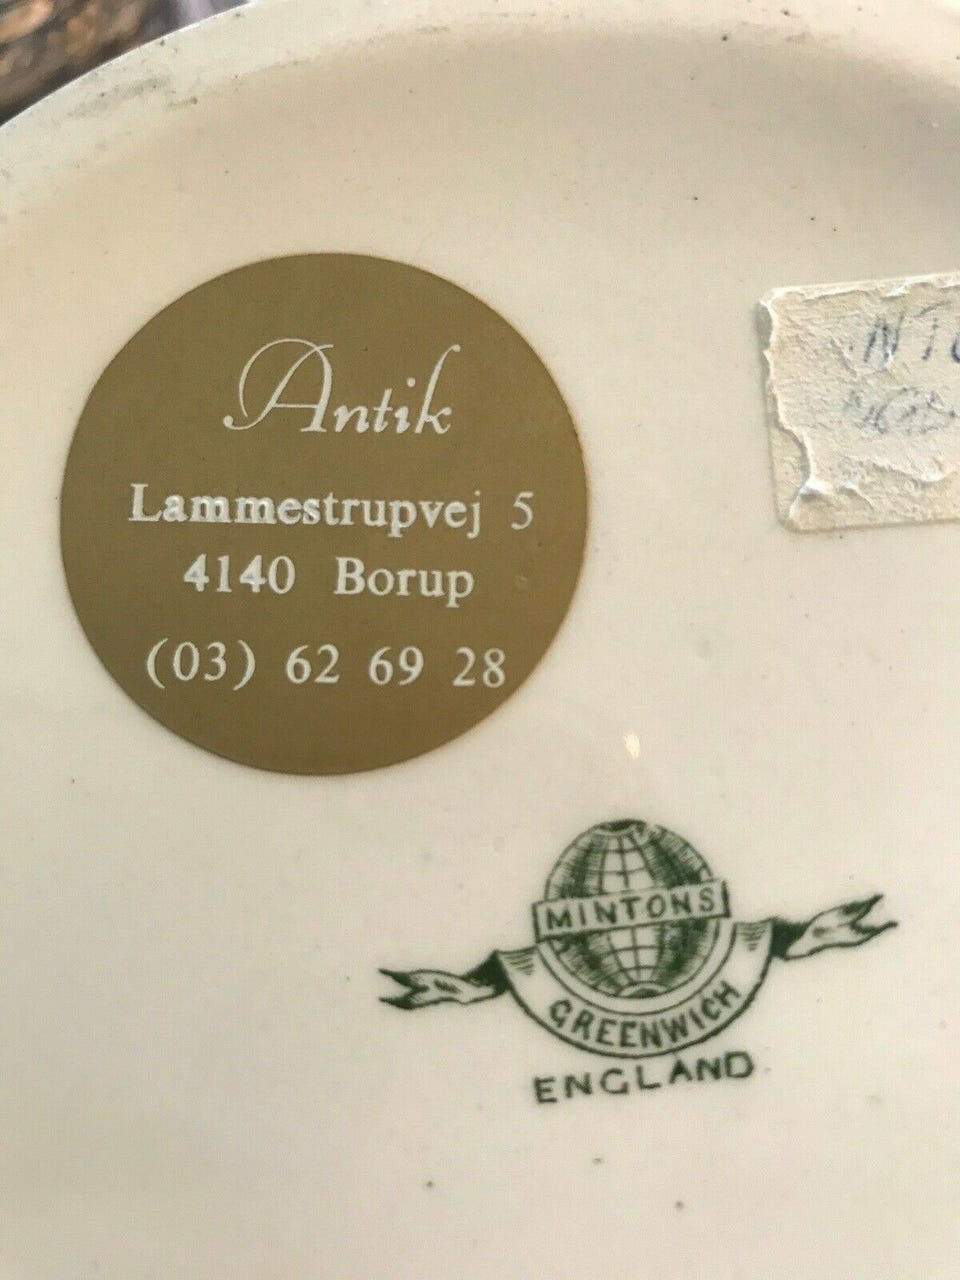 Antik
Lammestrupvej 5
4140 Borup
(03) 62 69 28
MINTONS
GREENWICH
ENGLAND